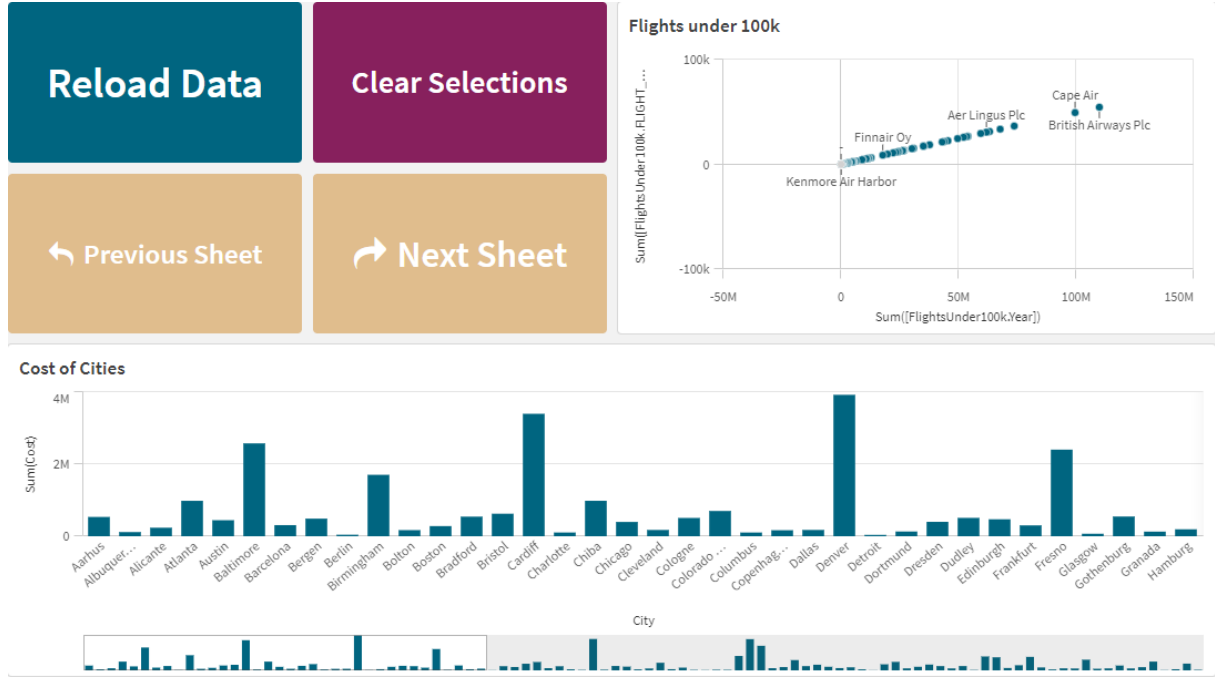 Reload Data
Clear Selections
Previous Sheet
Next Sheet
Flights under 100k
Sum([FlightsUnder100k.FLIGHT_...
100k
0
-100k
Cape Air
Aer Lingus Plc
British Airways Plc
Finnair Oy
Kenmore Air Harbor
-50M
0
50M
100M
150M
Sum([FlightsUnder100k.Year])
Cost of Cities
Sum(Cost)
4M
2M
0
Aarhus
Albuquer...
Alicante
Atlanta
Austin
Baltimore
Barcelona
Bergen
Berlin
Birmingham
Bolton
Boston
Bradford
Bristol
Cardiff
Charlotte
Chiba
Chicago
Cleveland
Cologne
Colorado ...
Columbus
Copenhag...
Dallas
Denver
Detroit
Dortmund
Dresden
Dudley
Edinburgh
Frankfurt
Fresno
Glasgow
Gothenburg
Granada
Hamburg
City